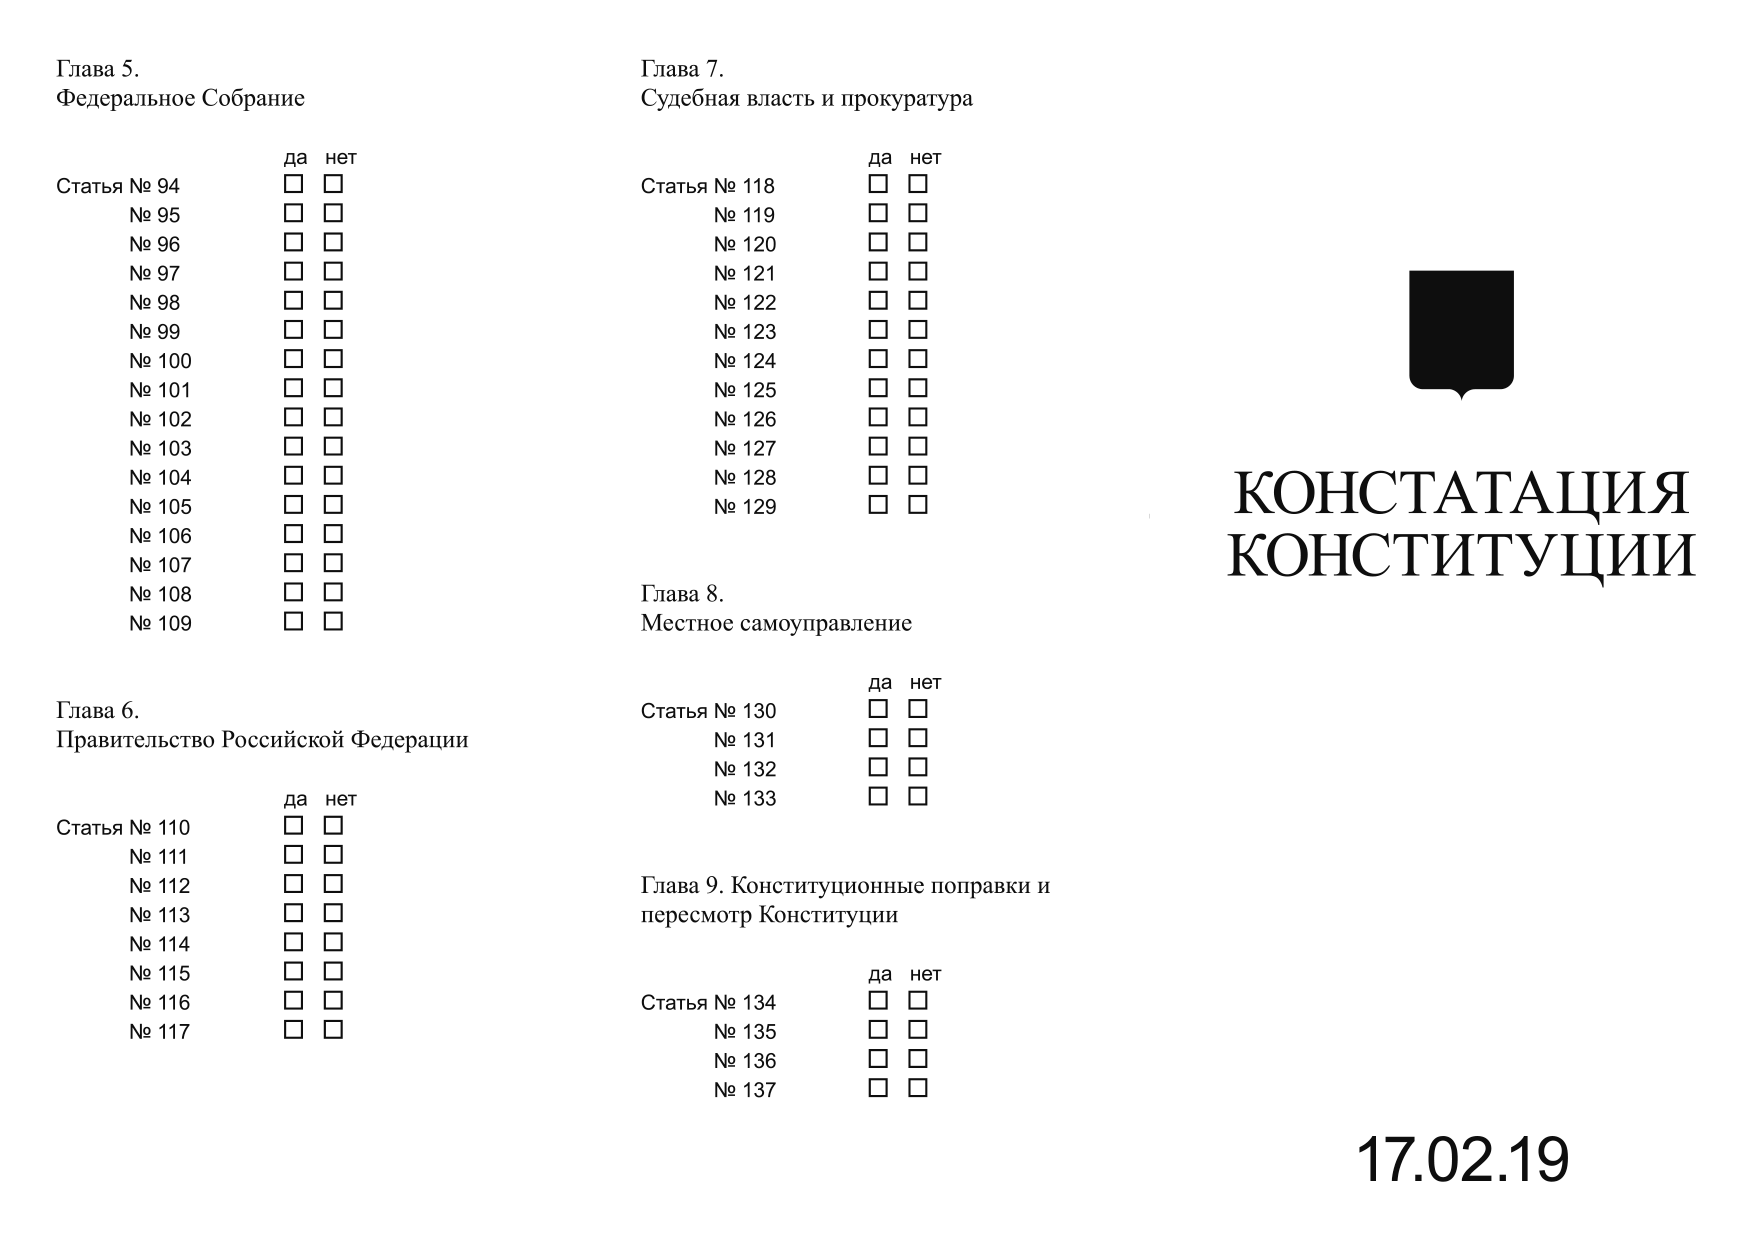 Глава 5.
Федеральное Собрание
да нет
Статья № 94
№ 95
№ 96
№ 97
№ 98
№ 99
№ 100
№ 101
№ 102
№ 103
№ 104
№ 105
№ 106
№ 107
№ 108
№ 109
Глава 6.
Правительство Российской Федерации
да нет
Статья № 110
№ 111
№ 112
№ 113
№ 114
№ 115
№ 116
№ 117
Глава 7.
Судебная власть и прокуратура
да нет
Статья № 118
№ 119
№ 120
№ 121
№ 122
№ 123
№ 124
№ 125
№ 126
№ 127
№ 128
№ 129
Глава 8.
Местное самоуправление
да нет
Статья № 130
№ 131
№ 132
№ 133
Глава 9. Конституционные поправки и
пересмотр Конституции
да нет
Статья № 134
№ 135
№ 136
№ 137
КОНСТАТАЦИЯ
КОНСТИТУЦИИ
17.02.19